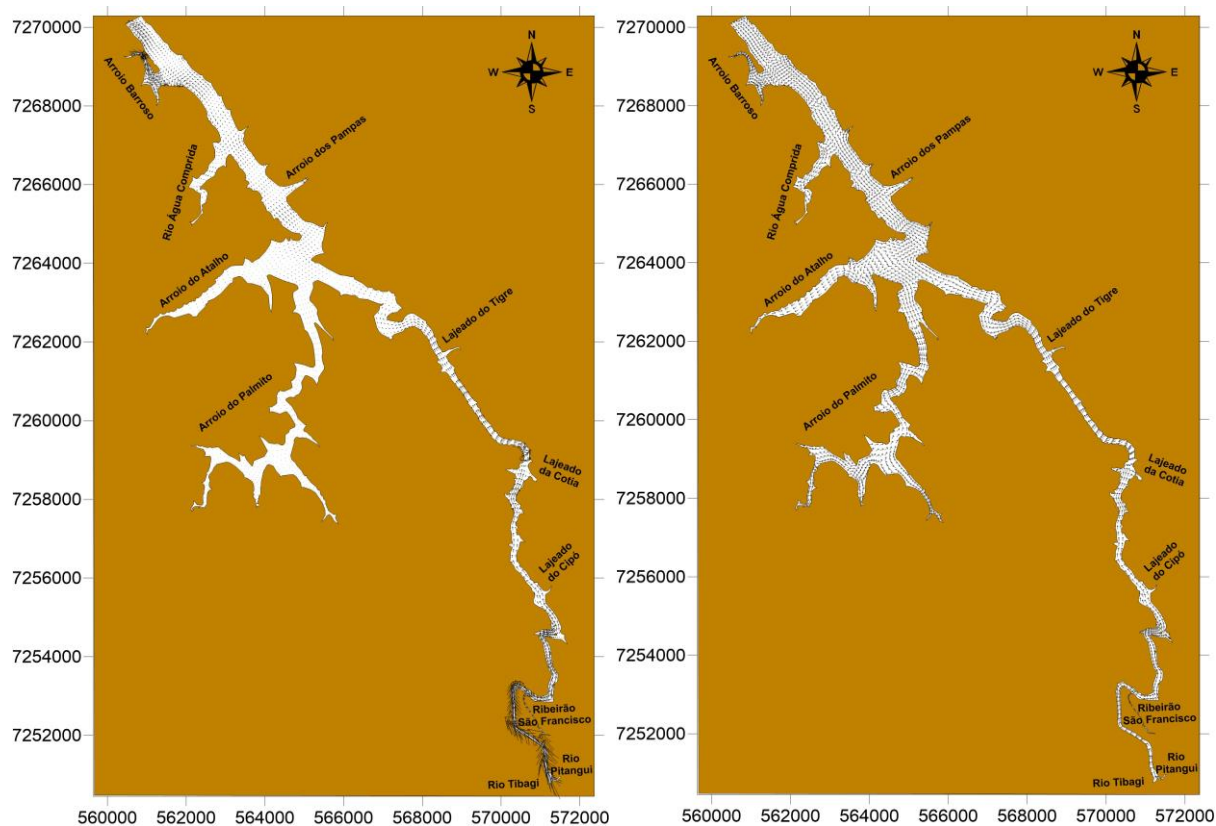 7270000
7268000
7266000
7264000
7262000
7260000
7258000
7256000
7254000
7252000
N
W
E
S
Arroio Barroso
Rio Água Comprida
Arroio dos Pampas
Arroio do Atalho
Lajeado do Tigre
Arroio do Palmito
Lajeado
da Cotia
Lajeado
do Cipó
Ribeirão
São Francisco
Rio
Pitangui
Rio Tibagi
560000 562000 564000 566000 568000 570000 572000
7270000
7268000
7266000
7264000
7262000
7260000
7258000
7256000
7254000
7252000
N
W
E
S
Arroio Barroso
Rio Água Comprida
Arroio dos Pampas
Arroio do Atalho
Lajeado do Tigre
Arroio do Palmito
Lajeado
da Cotia
Lajeado
do Cipó
Ribeirão
São Francisco
Rio
Pitangui
Rio Tibagi
560000 562000 564000 566000 568000 570000 572000